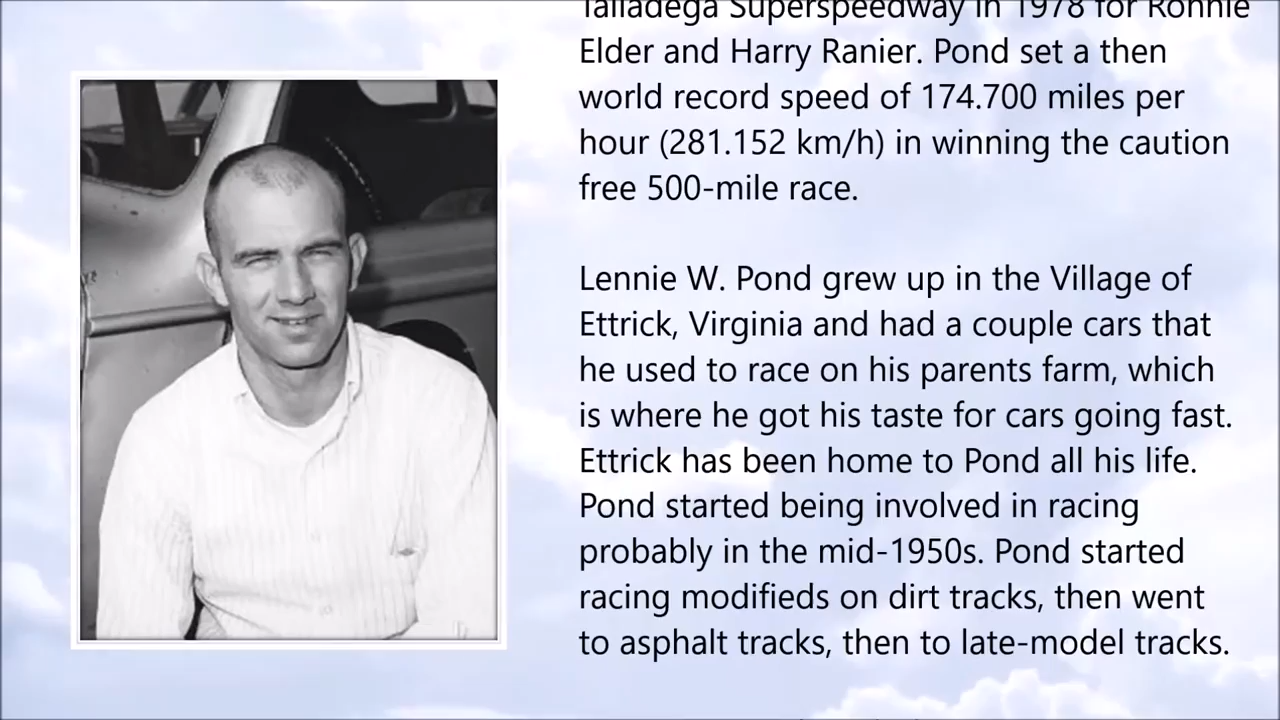 Talladega Superspeedway in 1978 for Ronnie
Elder and Harry Ranier. Pond set a then
world record speed of 174.700 miles per
hour (281.152 km/h) in winning the caution
free 500-mile race.
Lennie W. Pond grew up in the Village of
Ettrick, Virginia and had a couple cars that
he used to race on his parents farm, which
is where he got his taste for cars going fast.
Ettrick has been home to Pond all his life.
Pond started being involved in racing
probably in the mid-1950s. Pond started
racing modifieds on dirt tracks, then went
to asphalt tracks, then to late-model tracks.